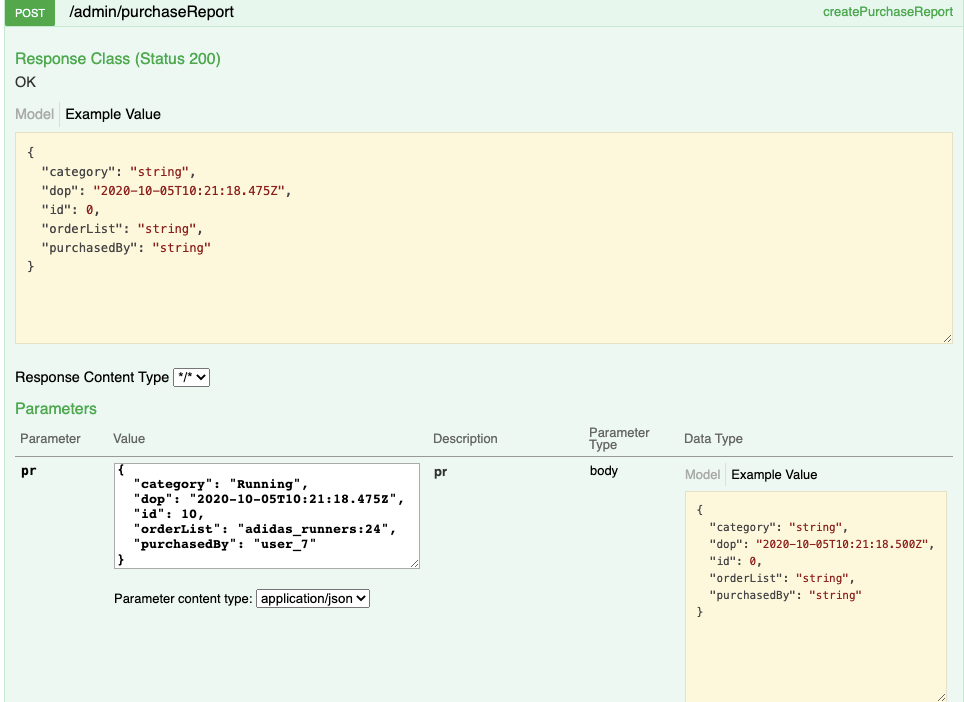 POST /admin/purchaseReport createPurchaseReport
Response Class (Status 200)
OK
Model Example Value
{
  "category": "string",
  "dop": "2020-10-05T10:21:18.475Z",
  "id": 0,
  "orderList": "string",
  "purchasedBy": "string"
}
Response Content Type */*
Parameters
Parameter Value Description Parameter Type Data Type
pr
{
  "category": "Running",
  "dop": "2020-10-05T10:21:18.475Z",
  "id": 10,
  "orderList": "adidas_runners:24",
  "purchasedBy": "user_7"
}
Parameter content type: application/json
pr
body
Model Example Value
{
  "category": "string",
  "dop": "2020-10-05T10:21:18.500Z",
  "id": 0,
  "orderList": "string",
  "purchasedBy": "string"
}